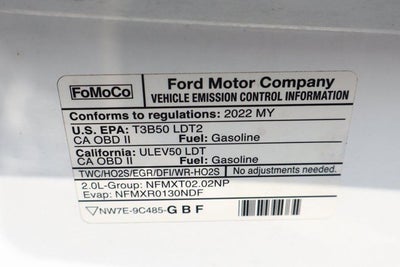 FoMoCo
Ford Motor Company
VEHICLE EMISSION CONTROL INFORMATION
Conforms to regulations: 2022 MY
U.S. EPA: T3B50 LDT2
CA OBD II Fuel: Gasoline
California: ULEV50 LDT
CA OBD II Fuel: Gasoline
TWC/HO2S/EGR/DFI/WR-HO2S No adjustments needed.
2.0L-Group: NFMXT02.02NP
Evap: NFMXR0130NDF
NW7E-9C485-GBF